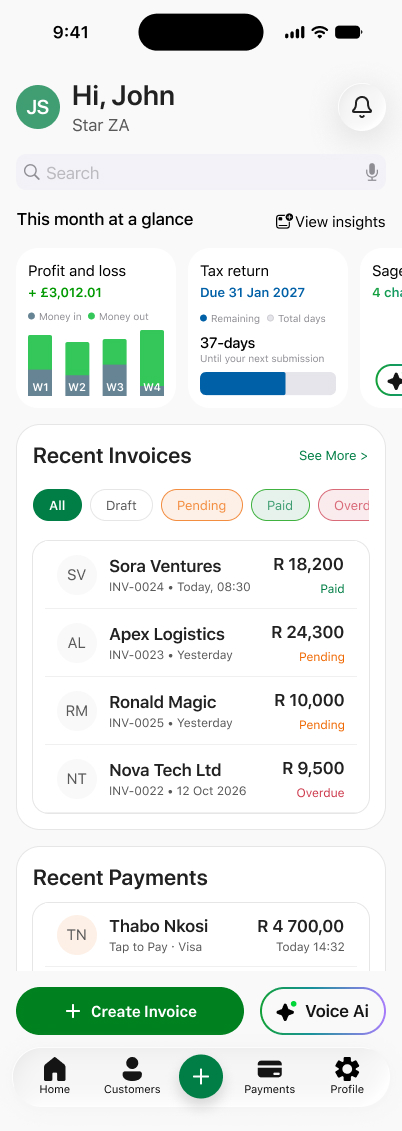 9:41
JS
Hi, John
Star ZA
Search
This month at a glance
View insights
Profit and loss
+ £3,012.01
Money in Money out
W1 W2 W3 W4
Tax return
Due 31 Jan 2027
Remaining Total days
37-days
Until your next submission
Sage
4 cha
Recent Invoices
See More >
All Draft Pending Paid Overd
SV
Sora Ventures
R 18,200
INV-0024 • Today, 08:30
Paid
AL
Apex Logistics
R 24,300
INV-0023 • Yesterday
Pending
RM
Ronald Magic
R 10,000
INV-0025 • Yesterday
Pending
NT
Nova Tech Ltd
R 9,500
INV-0022 • 12 Oct 2026
Overdue
Recent Payments
TN
Thabo Nkosi
R 4 700,00
Tap to Pay · Visa
Today 14:32
+ Create Invoice
Voice Ai
Home Customers + Payments Profile